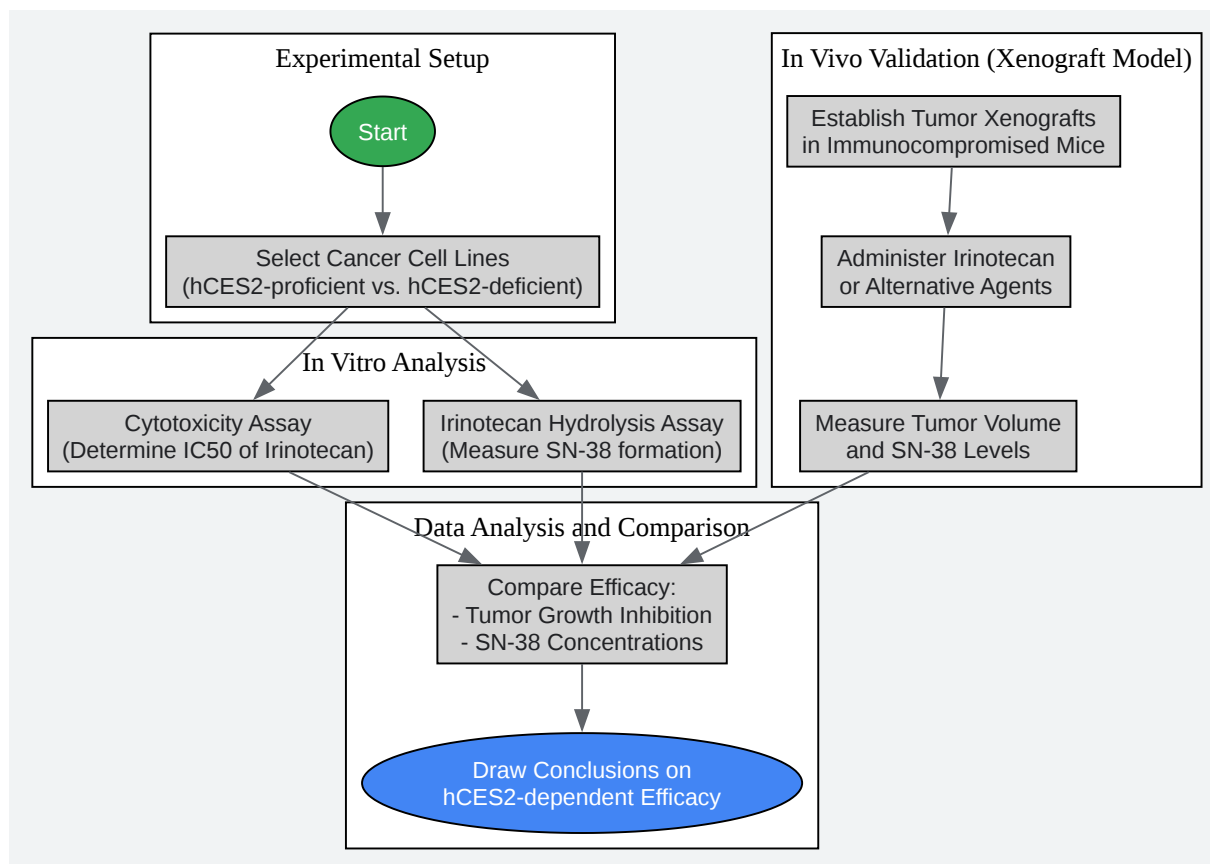 Experimental Setup
Start
Select Cancer Cell Lines
(hCES2-proficient vs. hCES2-deficient)
In Vitro Analysis
Cytotoxicity Assay
(Determine IC50 of Irinotecan)
Irinotecan Hydrolysis Assay
(Measure SN-38 formation)
In Vivo Validation (Xenograft Model)
Establish Tumor Xenografts
in Immunocompromised Mice
Administer Irinotecan
or Alternative Agents
Measure Tumor Volume
and SN-38 Levels
Data Analysis and Comparison
Compare Efficacy:
- Tumor Growth Inhibition
- SN-38 Concentrations
Draw Conclusions on
hCES2-dependent Efficacy